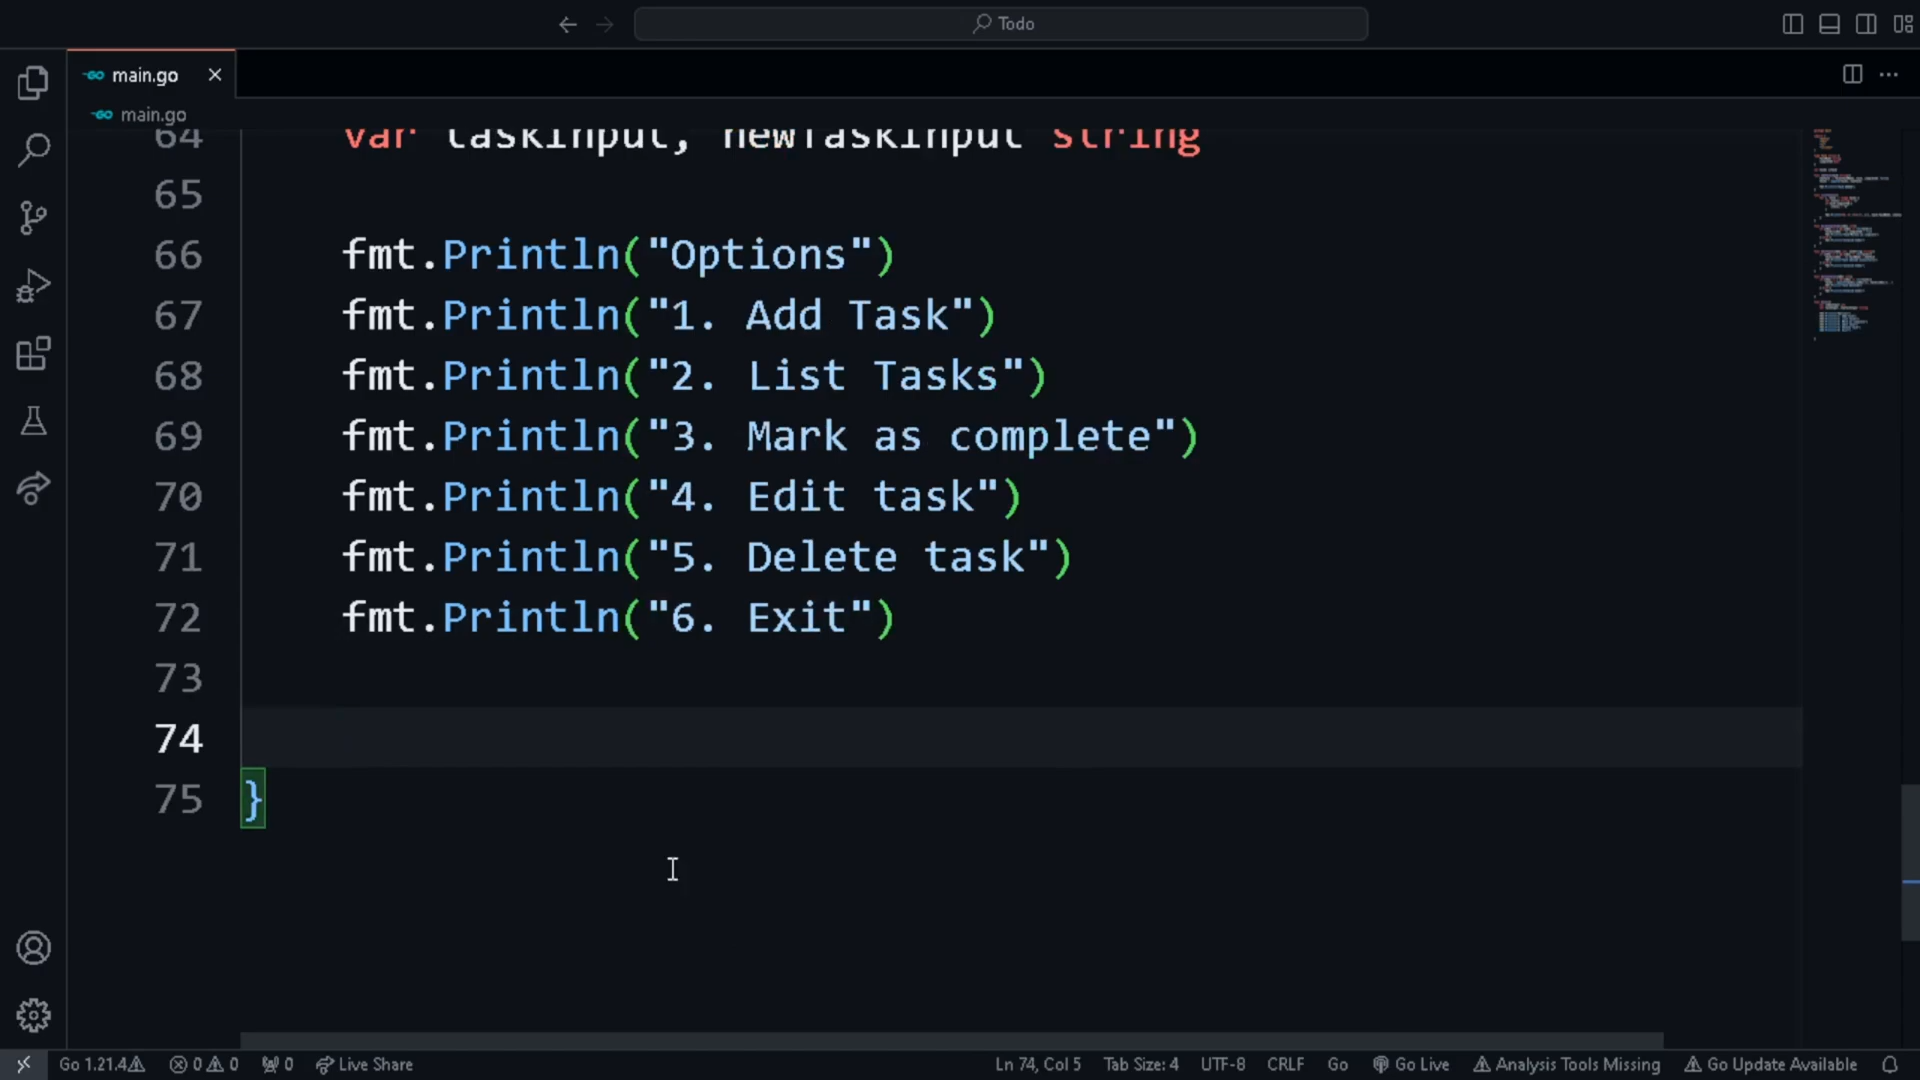 Todo
main.go
main.go
64 var taskInput, newTaskInput string
65
66 fmt.Println("Options")
67 fmt.Println("1. Add Task")
68 fmt.Println("2. List Tasks")
69 fmt.Println("3. Mark as complete")
70 fmt.Println("4. Edit task")
71 fmt.Println("5. Delete task")
72 fmt.Println("6. Exit")
73
74
75 }
Go 1.21.4 0 0 0 Live Share Ln 74, Col 5 Tab Size: 4 UTF-8 CRLF Go Go Live Analysis Tools Missing Go Update Available